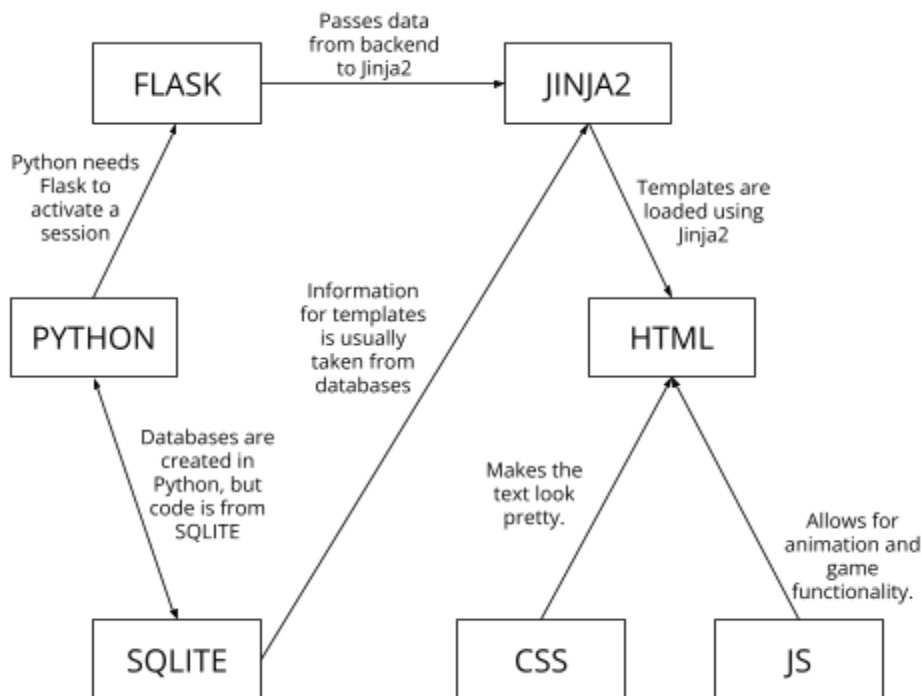 Passes data
from backend
to Jinja2
FLASK
JINJA2
Python needs
Flask to
activate a
session
Templates are
loaded using
Jinja2
Information
for templates
is usually
taken from
databases
PYTHON
HTML
Databases are
created in
Python, but
code is from
SQLITE
Makes the
text look
pretty.
Allows for
animation and
game
functionality.
SQLITE
CSS
JS